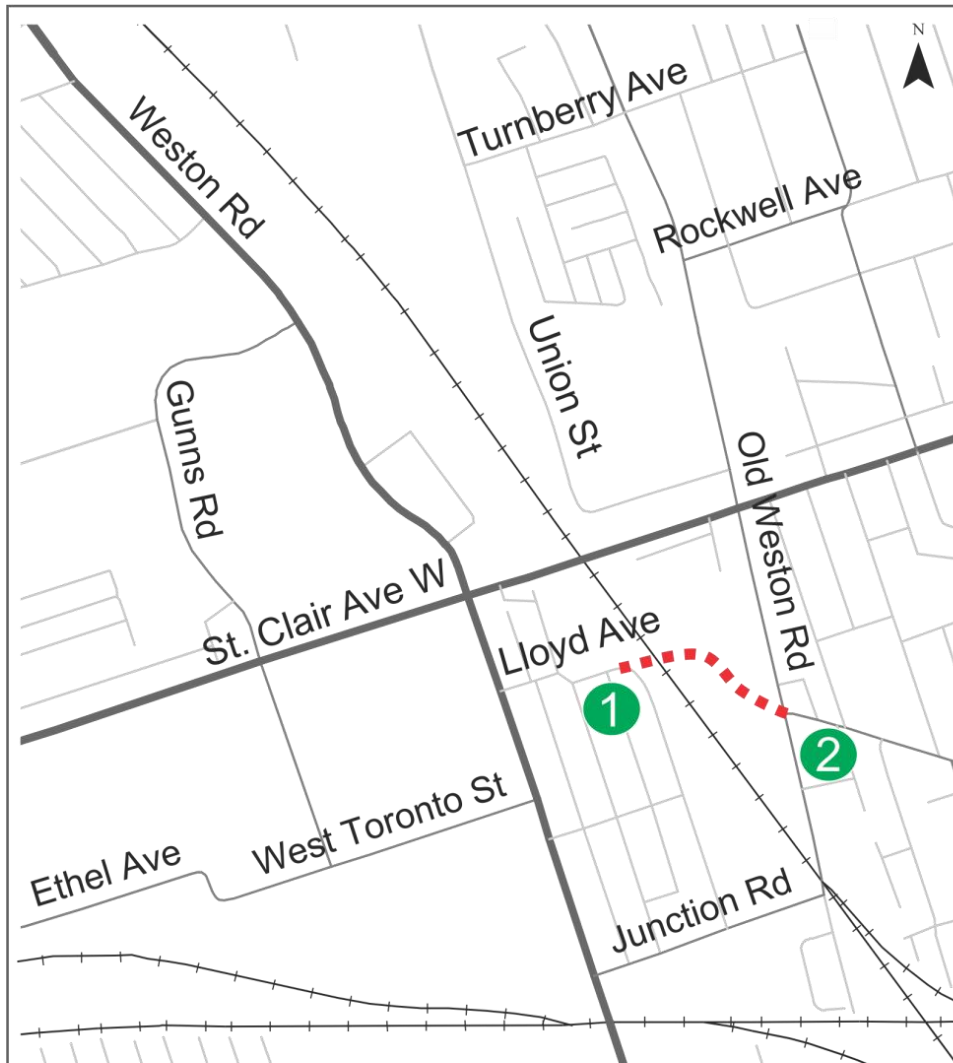 N
Turnberry Ave
Weston Rd
Rockwell Ave
Union St
Gunns Rd
Old Weston Rd
St. Clair Ave W
Lloyd Ave
1
2
West Toronto St
Ethel Ave
Junction Rd